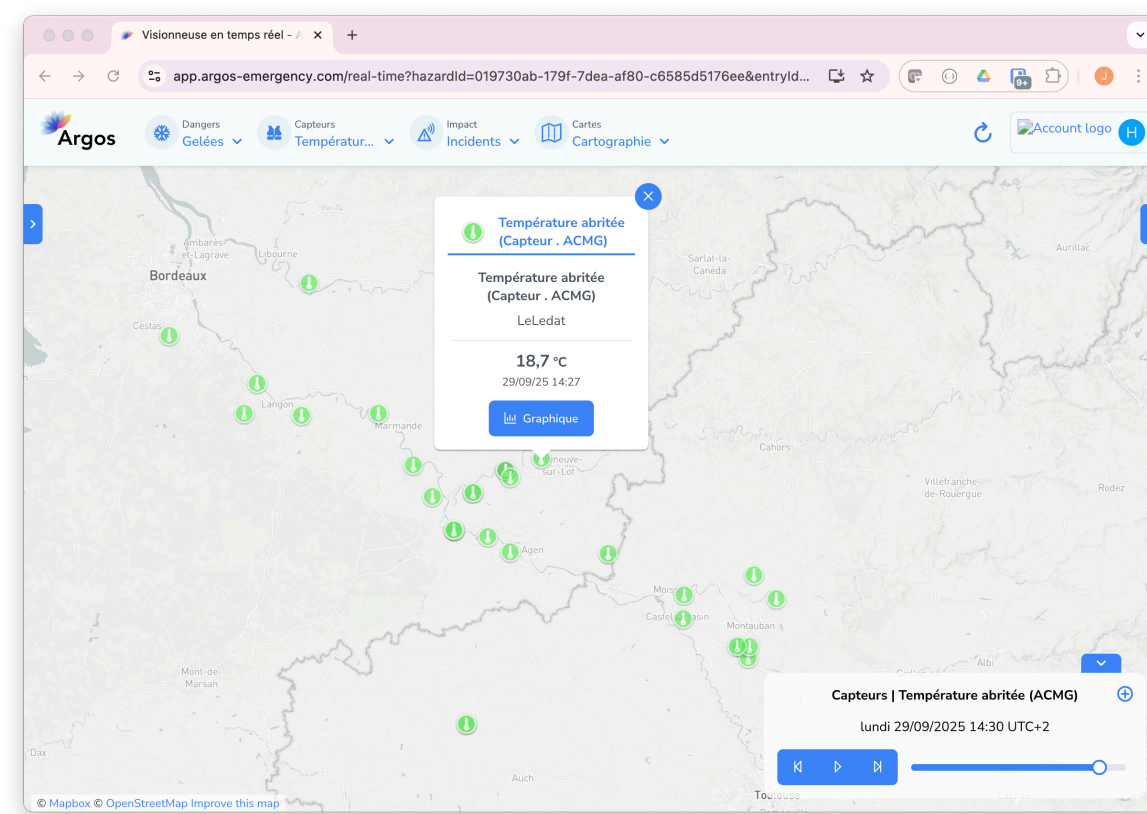 Visionneuse en temps réel - A
app.argos-emergency.com/real-time?hazardId=019730ab-179f-7dea-af80-c6585d5176ee&entryId...
9+
J
Argos
Dangers
Gelées
Capteurs
Températur...
Impact
Incidents
Cartes
Cartographie
Account logo
H
Température abritée
(Capteur . ACMG)
Température abritée
(Capteur . ACMG)
LeLedat
18,7 °C
29/09/25 14:27
Graphique
Ambarès
et-Lagrave
Libourne
Bordeaux
Cestas
Langon
Marmande
Sarlat-la-
Canéda
Aurillac
Cahors
sur-Lot
Villefranche
de-Rouergue
Rodez
Agen
Montauban
Albi
Mont-de-
Marsan
Dax
Auch
Toulouse
Capteurs | Température abritée (ACMG)
lundi 29/09/2025 14:30 UTC+2
© Mapbox © OpenStreetMap Improve this map